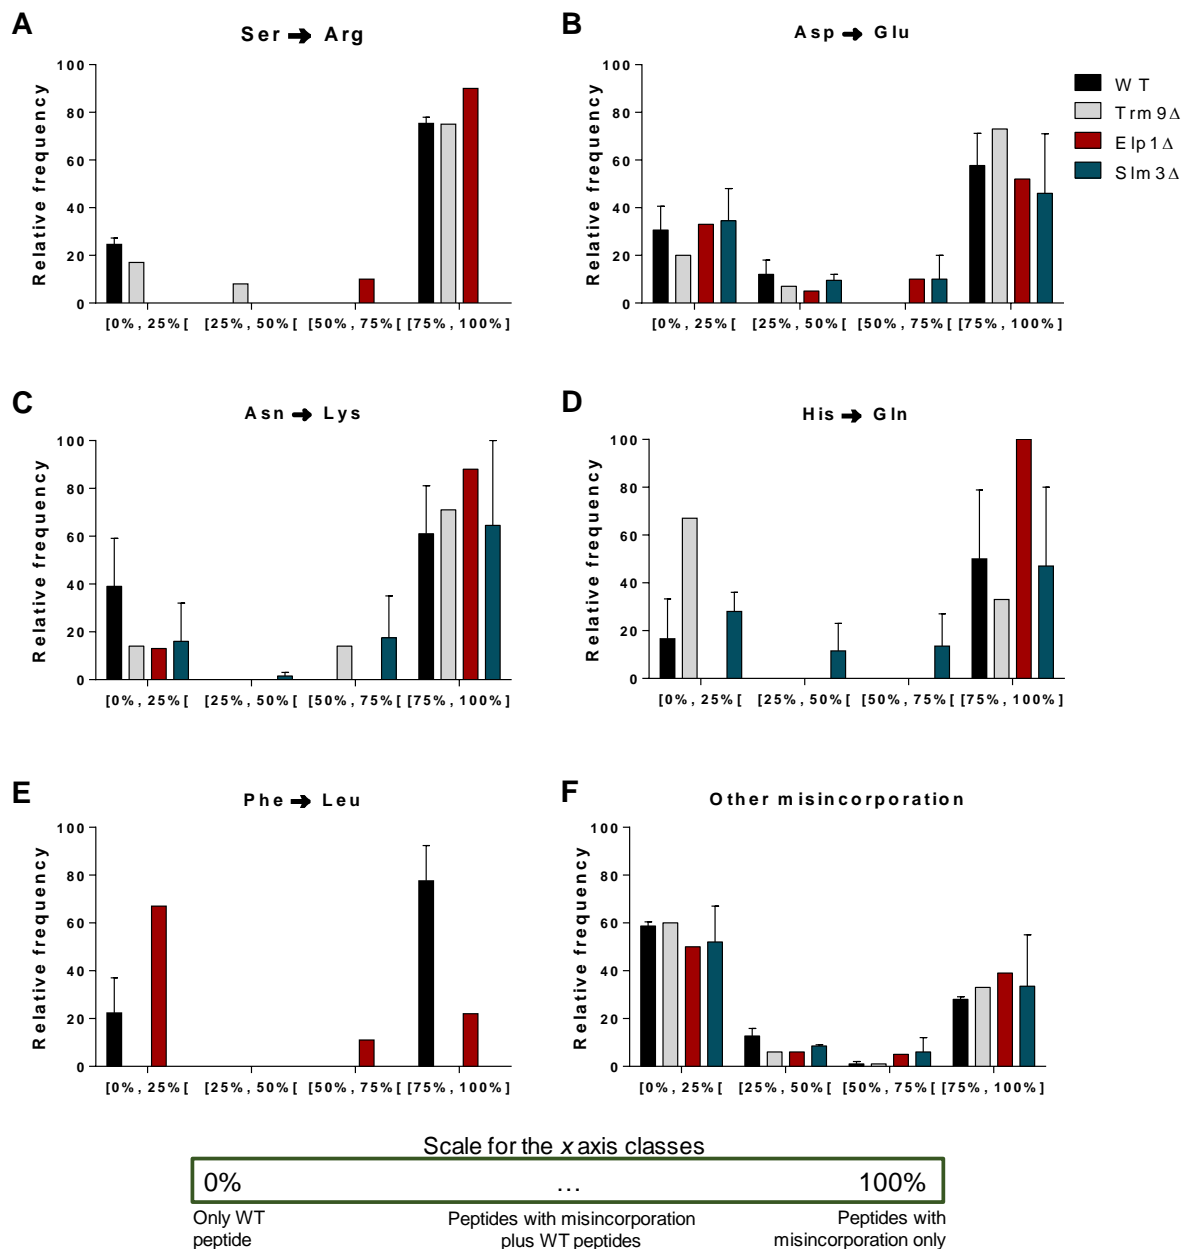 A
Ser → Arg
Relative frequency
100
80
60
40
20
0
[0%, 25%[ [25%, 50%[ [50%, 75%[ [75%, 100%]
B
Asp → Glu
Relative frequency
100
80
60
40
20
0
[0%, 25%[ [25%, 50%[ [50%, 75%[ [75%, 100%]
WT
Trm9Δ
Elp1Δ
Slm3Δ
C
Asn → Lys
Relative frequency
100
80
60
40
20
0
[0%, 25%[ [25%, 50%[ [50%, 75%[ [75%, 100%]
D
His → Gln
Relative frequency
100
80
60
40
20
0
[0%, 25%[ [25%, 50%[ [50%, 75%[ [75%, 100%]
E
Phe → Leu
Relative frequency
100
80
60
40
20
0
[0%, 25%[ [25%, 50%[ [50%, 75%[ [75%, 100%]
F
Other misincorporation
Relative frequency
100
80
60
40
20
0
[0%, 25%[ [25%, 50%[ [50%, 75%[ [75%, 100%]
Scale for the x axis classes
0% ... 100%
Only WT
peptide
Peptides with misincorporation
plus WT peptides
Peptides with
misincorporation only